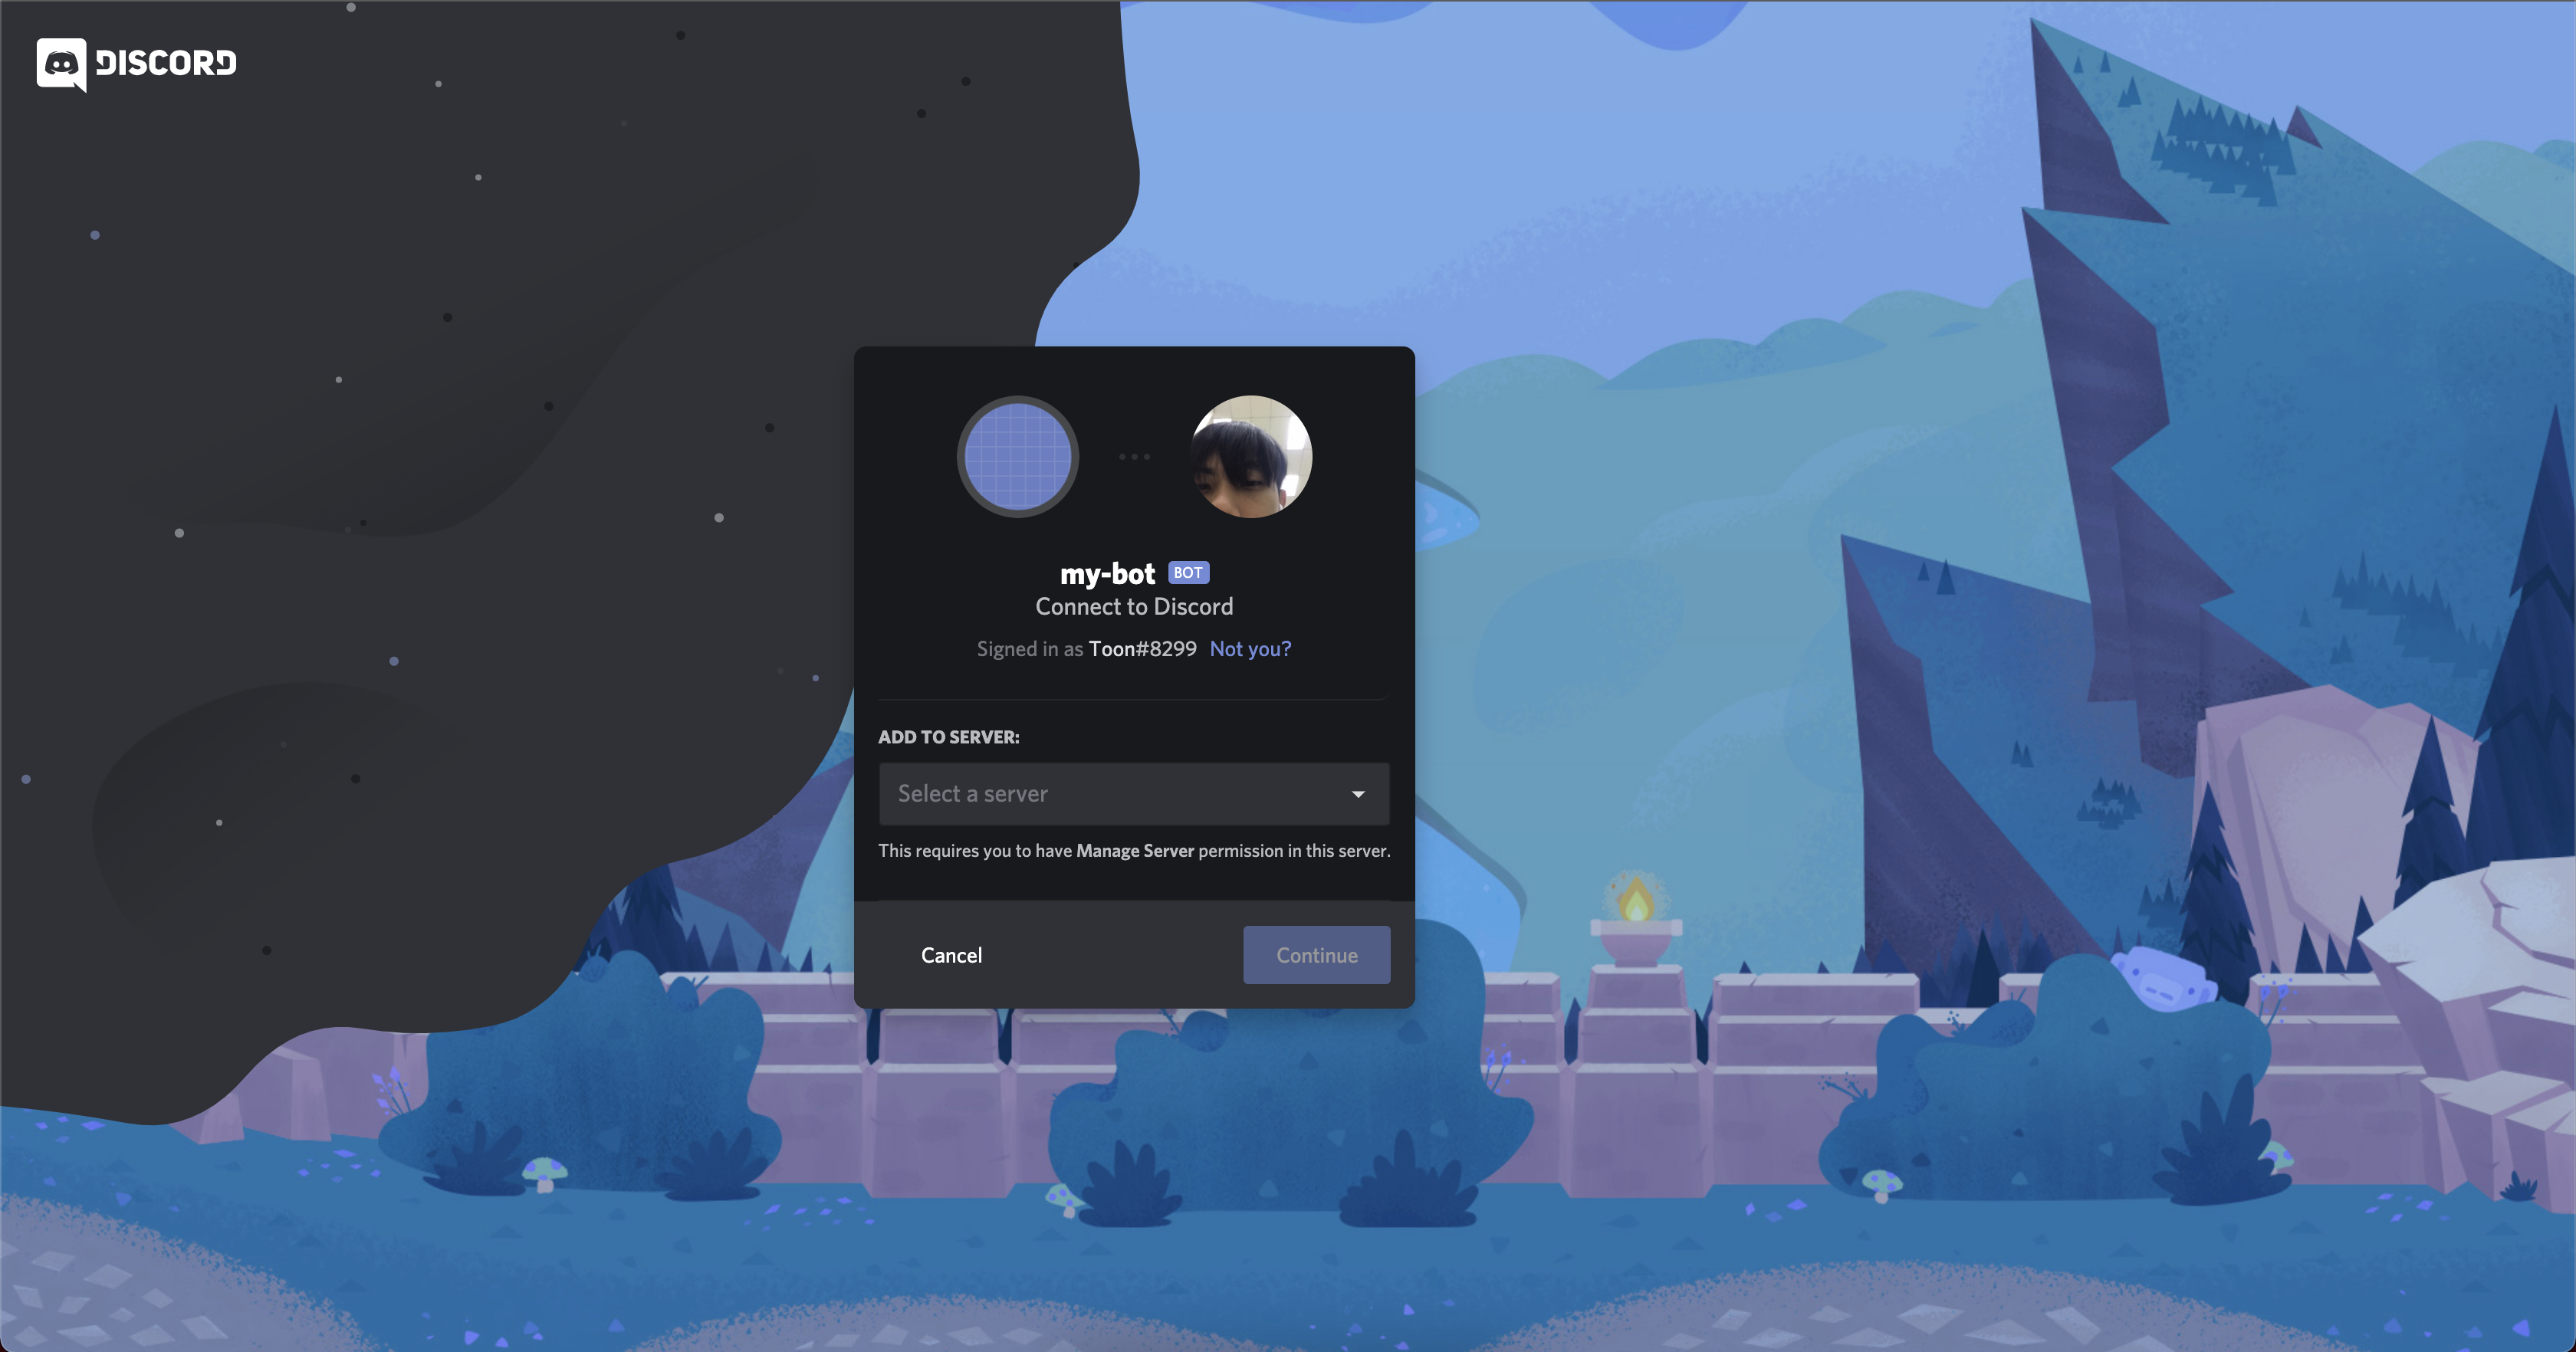 DISCORD
my-bot BOT
Connect to Discord
Signed in as Toon#8299 Not you?
ADD TO SERVER:
Select a server
This requires you to have Manage Server permission in this server.
Cancel Continue